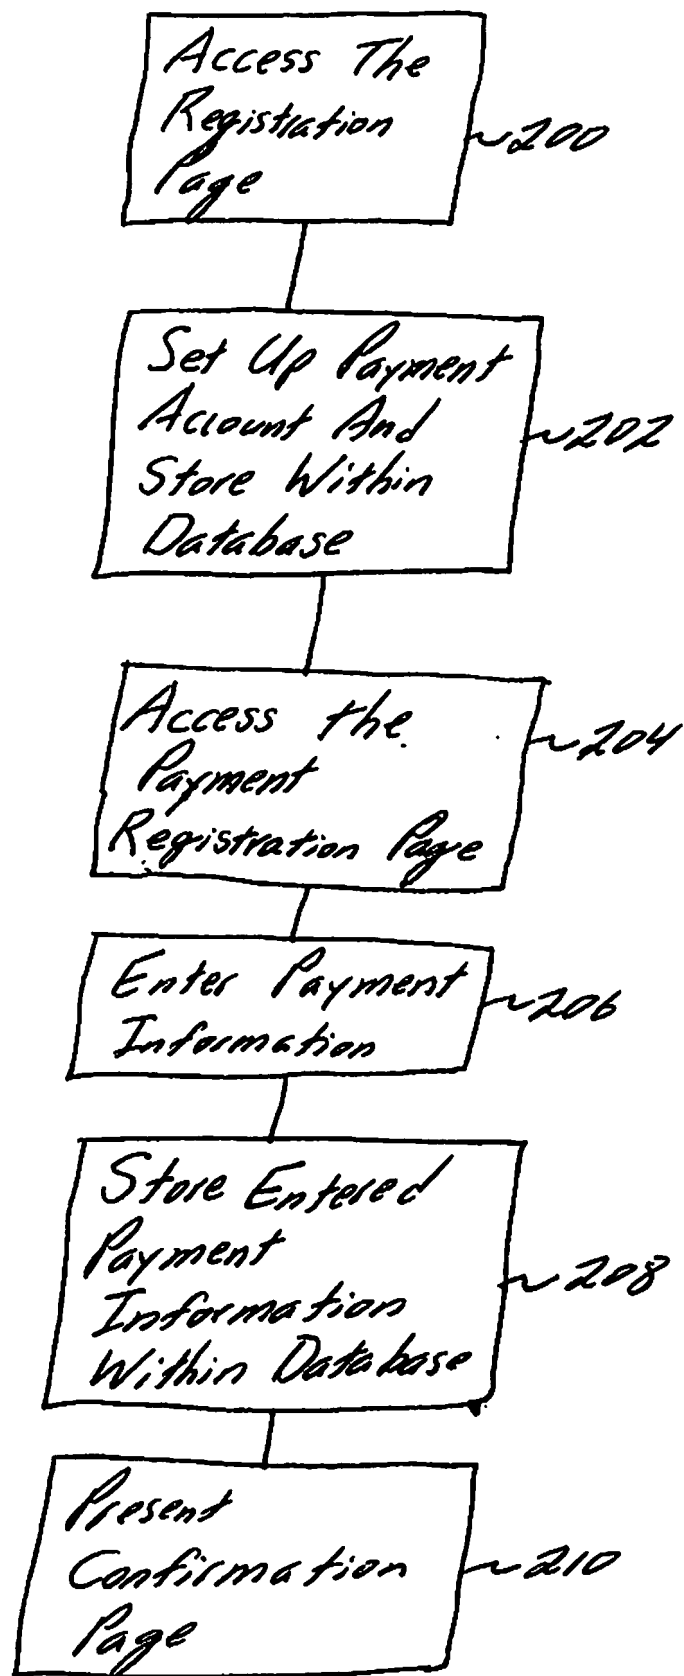 Access The
Registration
Page
~200
Set Up Payment
Account And
Store Within
Database
~202
Access the
Payment
Registration Page
~204
Enter Payment
Information
~206
Store Entered
Payment
Information
Within Database
~208
Present
Confirmation
Page
~210